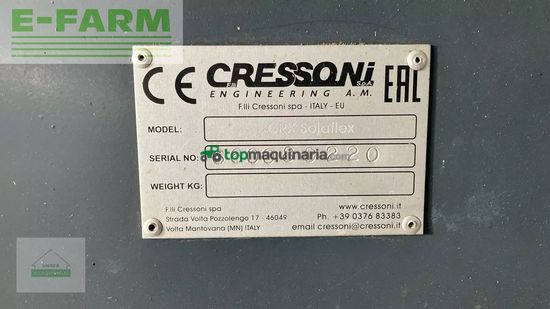 E-FARM
CE
F.lli
CRESSONi
S.p.A.
ENGINEERING A.M.
EAC
F.lli Cressoni spa - ITALY - EU
MODEL:
CRX Sojaflex
topmaquinaria.com
SERIAL NO:
220
WEIGHT KG:
F.lli Cressoni spa
Strada Volta Pozzolengo 17 - 46049
Volta Mantovana (MN) ITALY
www.cressoni.it
Ph. +39 0376 83383
email cressoni@cressoni.it